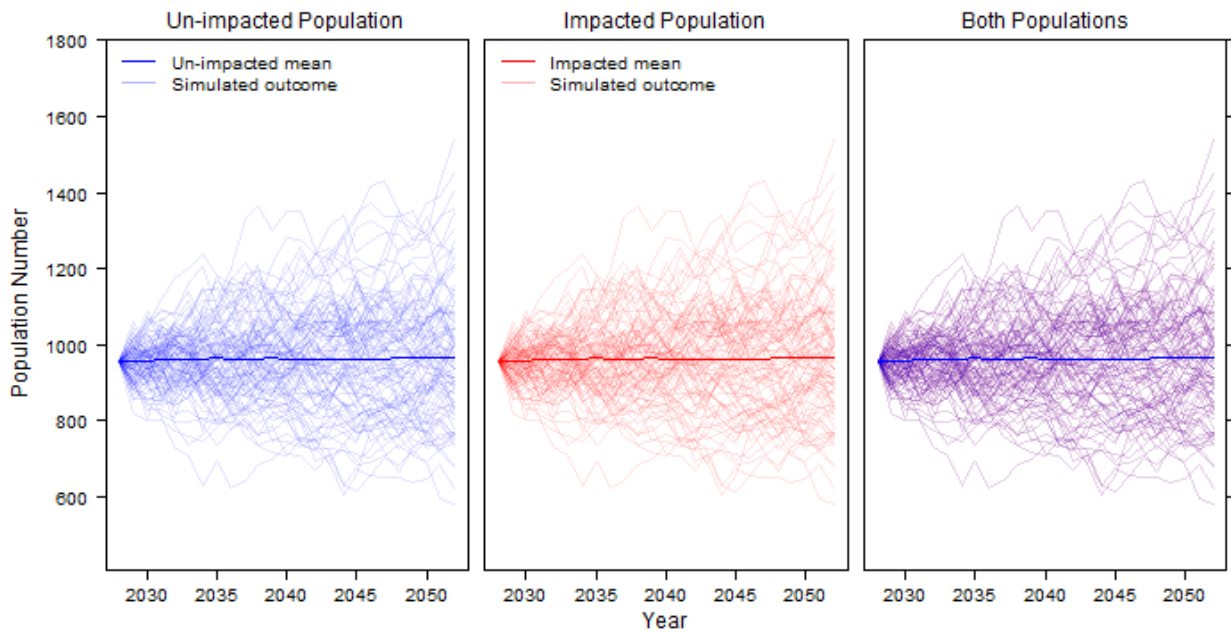 Un-impacted Population
Impacted Population
Both Populations
Un-impacted mean
Simulated outcome
Impacted mean
Simulated outcome
Population Number
1800
1600
1400
1200
1000
800
600
2030 2035 2040 2045 2050
2030 2035 2040 2045 2050
2030 2035 2040 2045 2050
Year